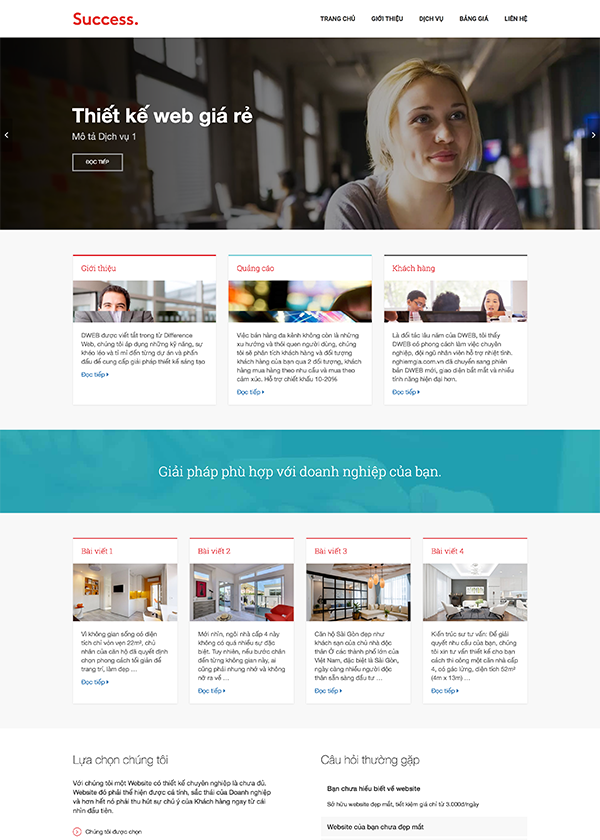 Success.
TRANG CHỦ GIỚI THIỆU DỊCH VỤ BẢNG GIÁ LIÊN HỆ
Thiết kế web giá rẻ
Mô tả Dịch vụ 1
ĐỌC TIẾP
Giới thiệu
DWEB được viết tắt trong từ Difference
Web, chúng tôi áp dụng những kỹ năng, sự
khéo léo và tỉ mỉ đến từng dự án và phấn
đấu để cung cấp giải pháp thiết kế sáng tạo.
Đọc tiếp
Quảng cáo
Việc bán hàng đa kênh không còn là những
xu hướng và thói quen người dùng, chúng
tôi sẽ phân tích khách hàng và đối tượng
khách hàng của bạn qua 2 đối tượng, khách
hàng mua hàng theo nhu cầu và mua theo
cảm xúc. Hỗ trợ chiết khấu 10-20%
Đọc tiếp
Khách hàng
Là đối tác lâu năm của DWEB, tôi thấy
DWEB có phong cách làm việc chuyên
nghiệp, đội ngũ nhân viên hỗ trợ nhiệt tình.
nghiemgia.com.vn đã chuyển sang phiên
bản DWEB mới, giao diện bắt mắt và nhiều
tính năng hiện đại hơn.
Đọc tiếp
Giải pháp phù hợp với doanh nghiệp của bạn.
Bài viết 1
Vì không gian sống có diện
tích chỉ vỏn vẹn 22m², chủ
nhân của căn hộ đã quyết định
chọn phong cách tối giản để
trang trí, làm đẹp ....
Đọc tiếp
Bài viết 2
Mới nhìn, ngôi nhà cấp 4 này
không có quá nhiều sự đặc
biệt. Tuy nhiên, nếu bước chân
đến từng không gian này, ai
cũng phải nhung nhớ và không
nỡ ra về ...
Đọc tiếp
Bài viết 3
Căn hộ Sài Gòn đẹp như
khách sạn của chủ nhà độc
thân Ở các thành phố lớn của
Việt Nam, đặc biệt là Sài Gòn,
ngày càng nhiều người độc
thân sẵn sàng đầu tư ...
Đọc tiếp
Bài viết 4
Kiến trúc sư tư vấn: Để giải
quyết nhu cầu của bạn, chúng
tôi xin tư vấn thiết kế cho bạn
cách thi công một căn nhà cấp
4, có gác lửng, diện tích 52m²
(4m x 13m) ...
Đọc tiếp
Lựa chọn chúng tôi
Với chúng tôi một Website có thiết kế chuyên nghiệp là chưa đủ.
Website đó phải thể hiện được cá tính, sắc thái của Doanh nghiệp
và hơn hết nó phải thu hút sự chú ý của Khách hàng ngay từ cái
nhìn đầu tiên.
Chúng tôi được chọn
Câu hỏi thường gặp
Bạn chưa hiểu biết về website
Sở hữu website đẹp mắt, tiết kiệm giá chỉ từ 3.000đ/ngày
Website của bạn chưa đẹp mắt